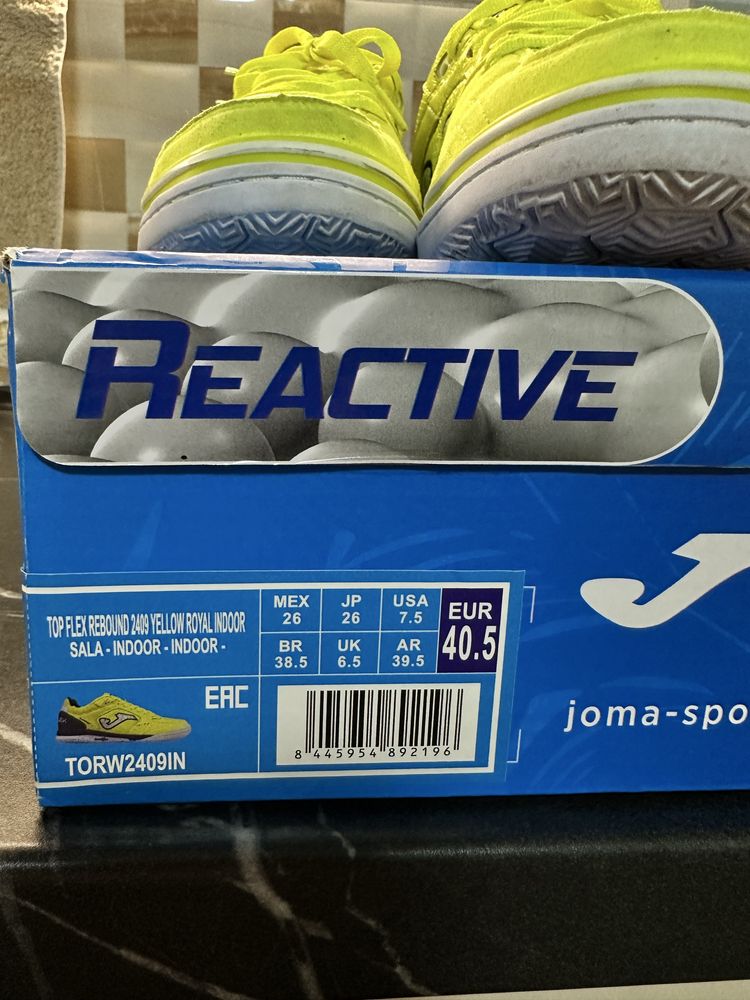 REACTIVE
TOP FLEX REBOUND 2409 YELLOW ROYAL INDOOR
SALA - INDOOR - INDOOR -
MEX 26
JP 26
USA 7.5
EUR 40.5
BR 38.5
UK 6.5
AR 39.5
EAC
TORW2409IN
8 445954 892196
joma-spo